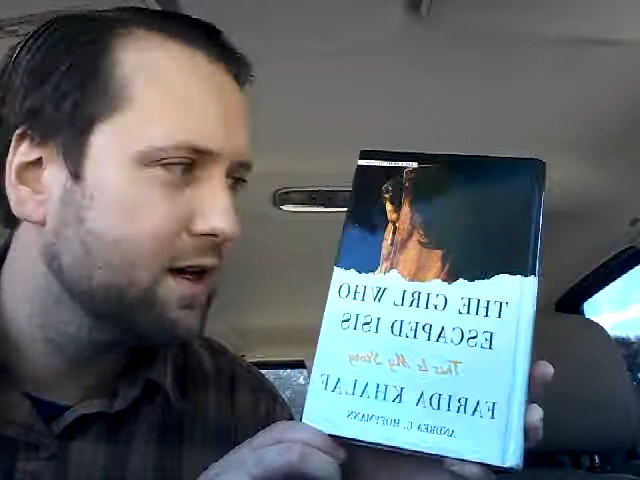 THE GIRL WHO
ESCAPED ISIS
This Is My Story
FARIDA KHALAF
ANDREA C. HOFFMANN